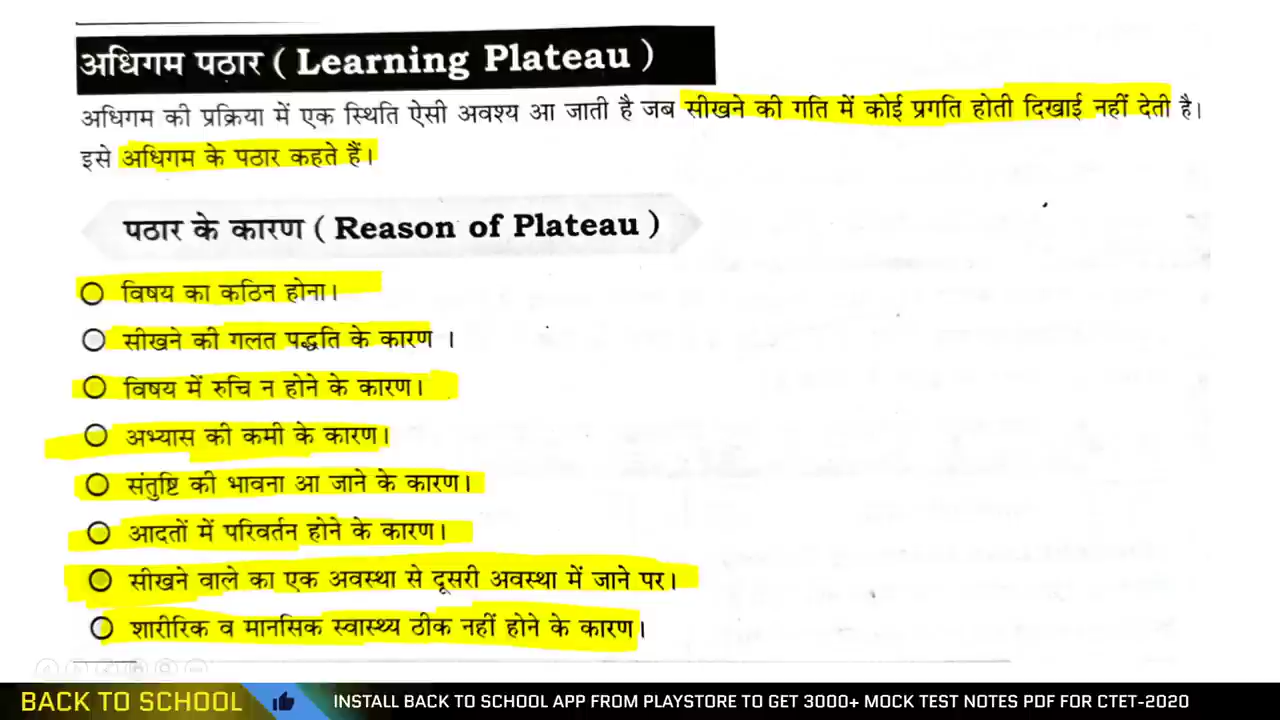 अधिगम पठार ( Learning Plateau )
अधिगम की प्रक्रिया में एक स्थिति ऐसी अवश्य आ जाती है जब सीखने की गति में कोई प्रगति होती दिखाई नहीं देती है।
इसे अधिगम के पठार कहते हैं।
पठार के कारण ( Reason of Plateau )
○ विषय का कठिन होना।
○ सीखने की गलत पद्धति के कारण ।
○ विषय में रुचि न होने के कारण।
○ अभ्यास की कमी के कारण।
○ संतुष्टि की भावना आ जाने के कारण।
○ आदतों में परिवर्तन होने के कारण।
○ सीखने वाले का एक अवस्था से दूसरी अवस्था में जाने पर।
○ शारीरिक व मानसिक स्वास्थ्य ठीक नहीं होने के कारण।
BACK TO SCHOOL INSTALL BACK TO SCHOOL APP FROM PLAYSTORE TO GET 3000+ MOCK TEST NOTES PDF FOR CTET-2020